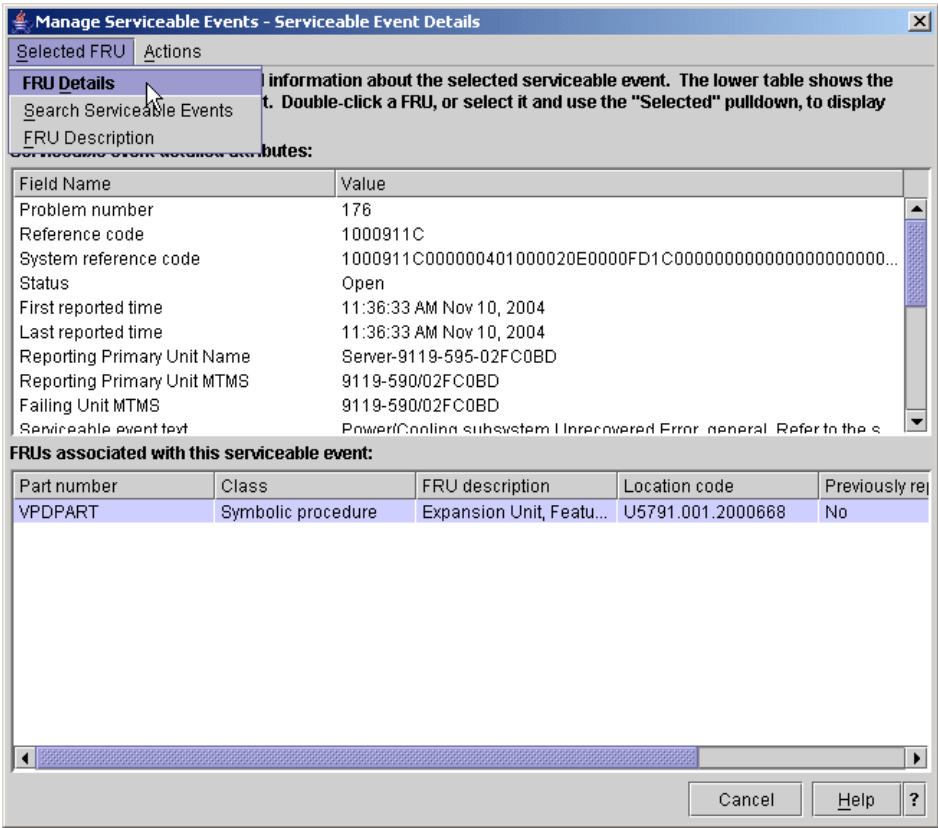 Manage Serviceable Events - Serviceable Event Details
Selected FRU Actions
FRU Details
Search Serviceable Events
FRU Description
information about the selected serviceable event. The lower table shows the
t. Double-click a FRU, or select it and use the "Selected" pulldown, to display
Serviceable event detailed attributes:
Field Name Value
Problem number 176
Reference code 1000911C
System reference code 1000911C000000401000020E0000FD1C000000000000000000000...
Status Open
First reported time 11:36:33 AM Nov 10, 2004
Last reported time 11:36:33 AM Nov 10, 2004
Reporting Primary Unit Name Server-9119-595-02FC0BD
Reporting Primary Unit MTMS 9119-590/02FC0BD
Failing Unit MTMS 9119-590/02FC0BD
Serviceable event text Power/Cooling subsystem Unrecovered Error, general. Refer to the s
FRUs associated with this serviceable event:
Part number Class FRU description Location code Previously rep
VPDPART Symbolic procedure Expansion Unit, Featu... U5791.001.2000668 No
Cancel Help ?